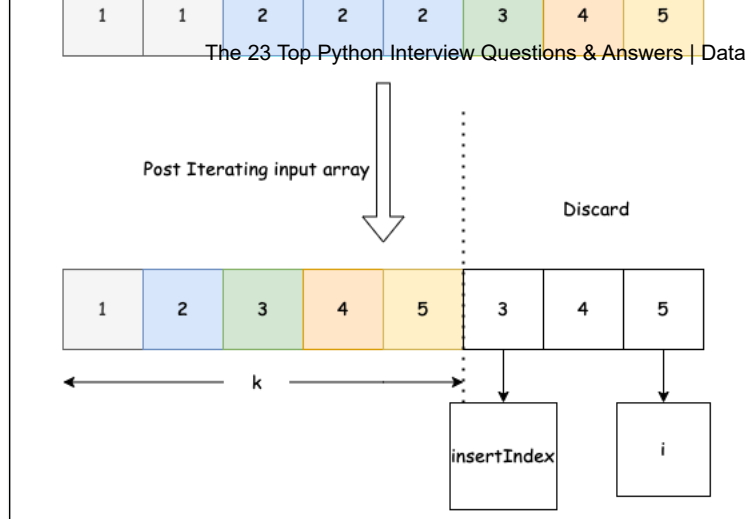 1 1 2 2 2 3 4 5
The 23 Top Python Interview Questions & Answers | Data
Post Iterating input array
Discard
1 2 3 4 5 3 4 5
k
insertIndex
i